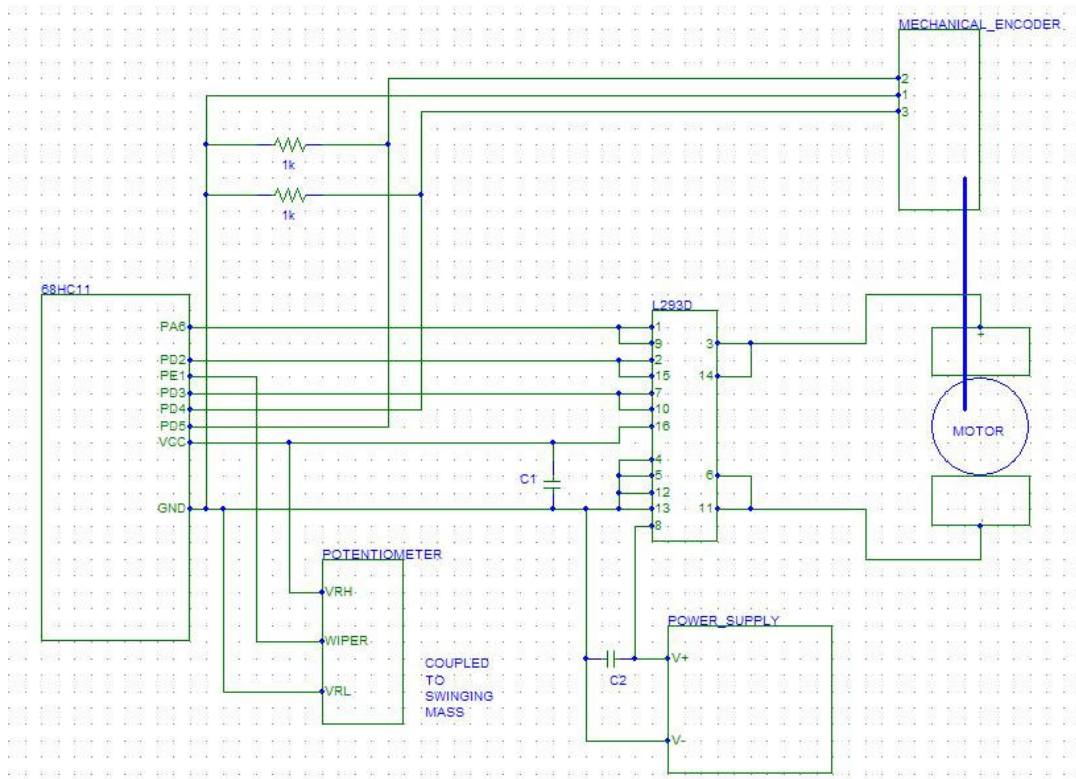 MECHANICAL_ENCODER
2
1
3
1k
1k
68HC11
PA6
PD2
PE1
PD3
PD4
PD5
VCC
GND
L293D
1
9
2
15
7
10
16
4
5
12
13
8
3
14
6
11
+
MOTOR
C1
POTENTIOMETER
VRH
WIPER
VRL
COUPLED
TO
SWINGING
MASS
POWER_SUPPLY
V+
V-
C2